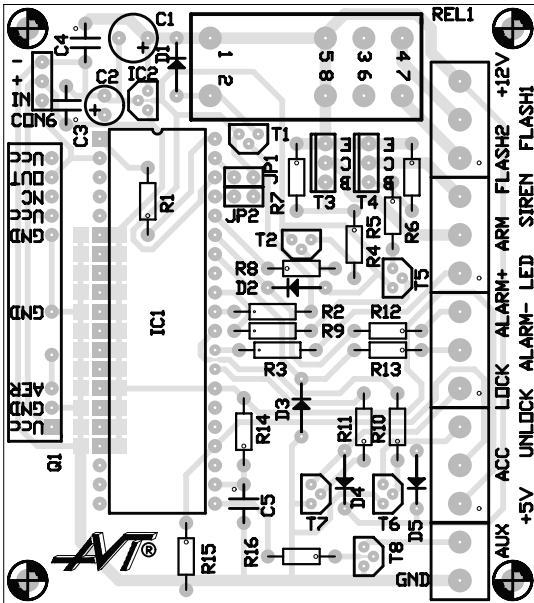 C1
REL1
C4
D1
1
2
5
8
3
6
4
7
+12V
FLASH1
-
+
IN
CON6
C2
IC2
C3
T1
FLASH2
SIREN
Vcc
OUT
NC
Vcc
GND
GND
AER
GND
Vcc
Q1
R1
IC1
JP1
JP2
R7
E
C
B
T3
E
C
B
T4
R5
R4
R6
ARM
LED
T2
R8
D2
T5
R2
R9
R3
R12
R13
ALARM+
ALARM-
LOCK
UNLOCK
R14
D3
R11
R10
ACC
+5V
C5
T7
D4
T6
D5
AVT®
R15
R16
T8
AUX
GND